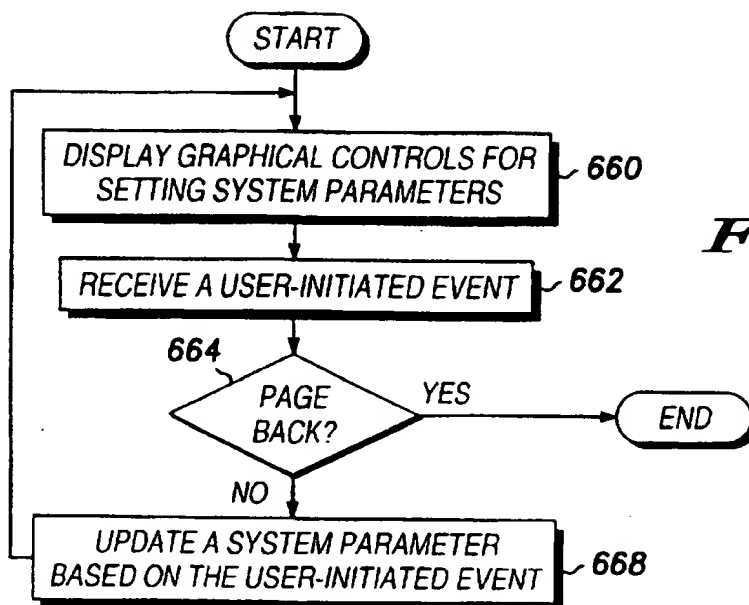 START
DISPLAY GRAPHICAL CONTROLS FOR
SETTING SYSTEM PARAMETERS
660
F
RECEIVE A USER-INITIATED EVENT
662
664
PAGE
BACK?
YES
END
NO
UPDATE A SYSTEM PARAMETER
BASED ON THE USER-INITIATED EVENT
668